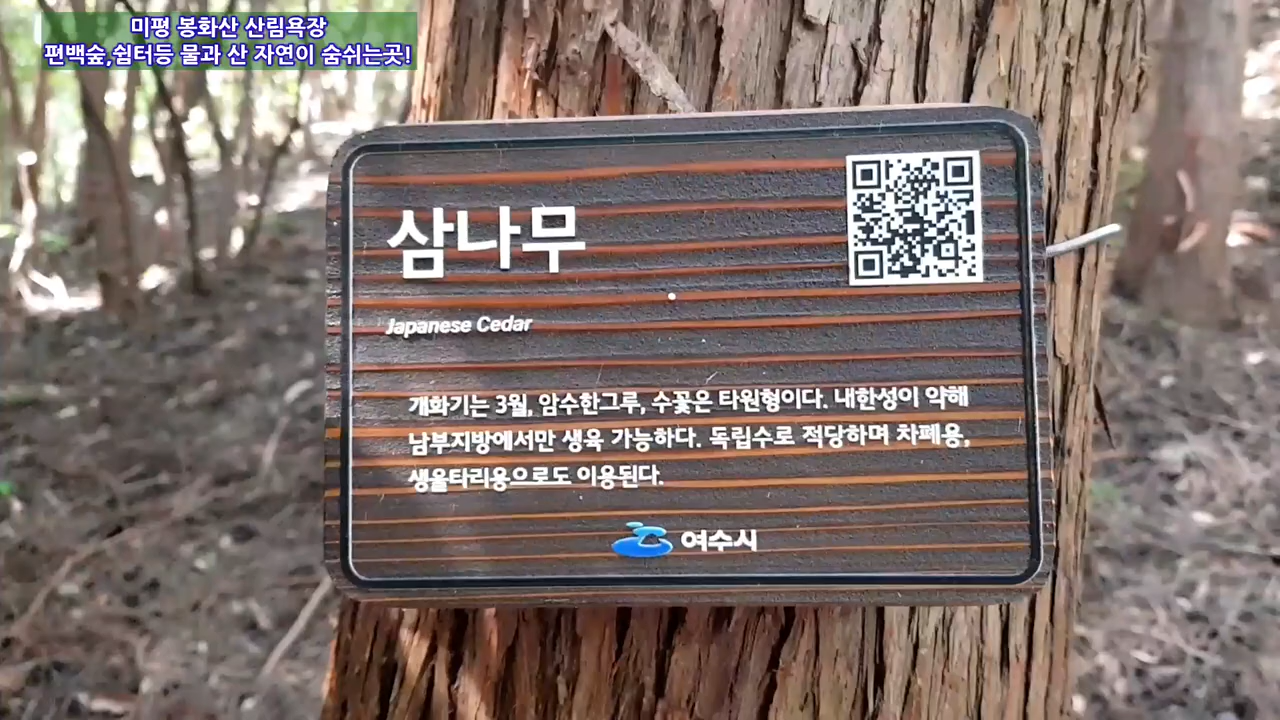 미평 봉화산 산림욕장
편백숲,쉼터등 물과 산 자연이 숨쉬는곳!
삼나무
Japanese Cedar
개화기는 3월, 암수한그루, 수꽃은 타원형이다. 내한성이 약해
남부지방에서만 생육 가능하다. 독립수로 적당하며 차폐용,
생울타리용으로도 이용된다.
여수시